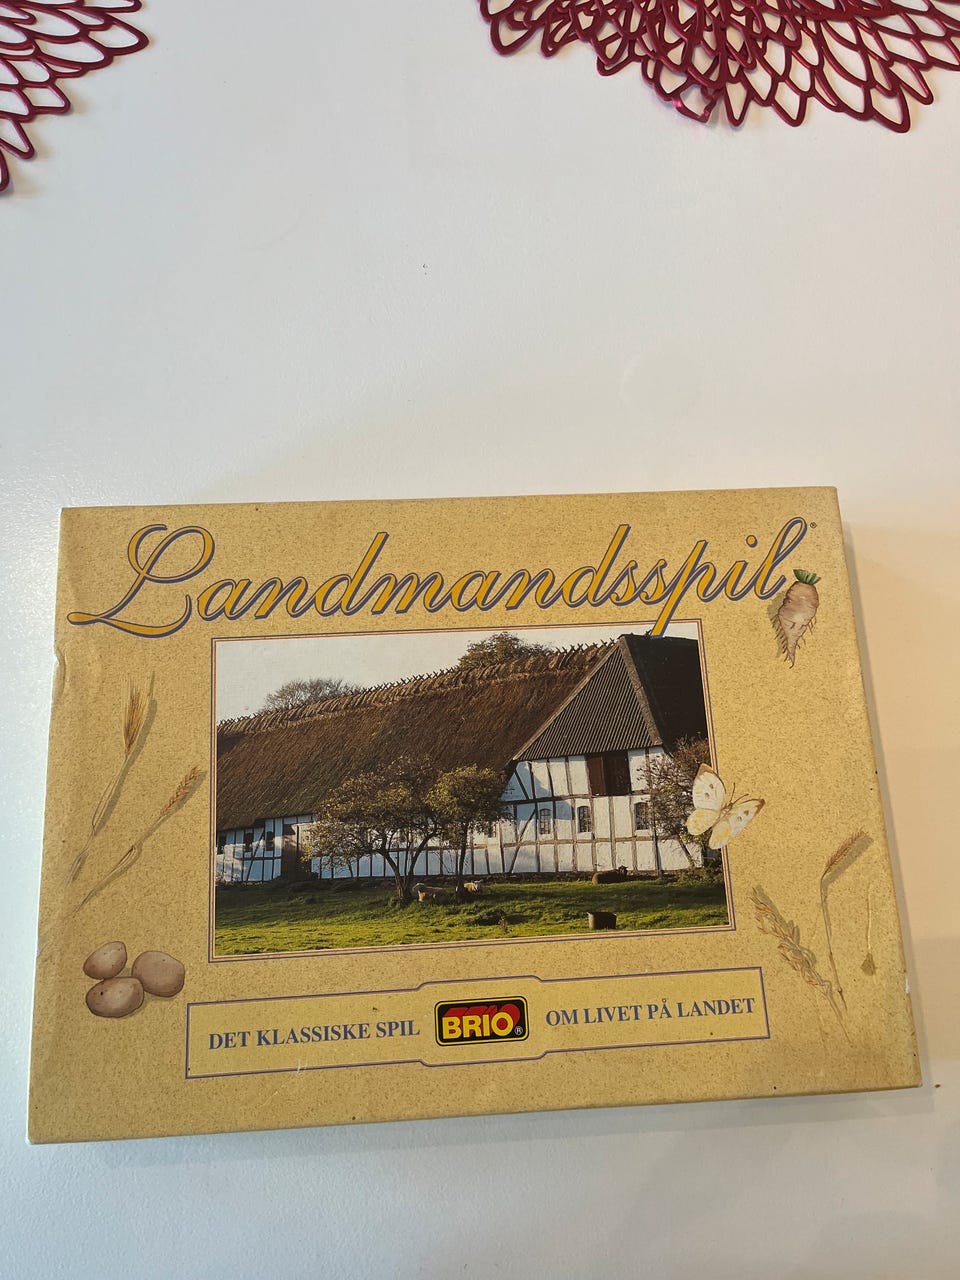 Landmandsspil®
DET KLASSISKE SPIL BRIO® OM LIVET PÅ LANDET